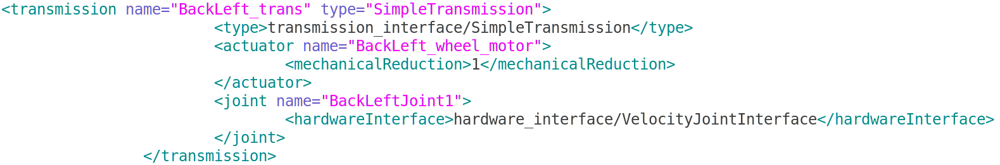 <transmission name="BackLeft_trans" type="SimpleTransmission">
<type>transmission_interface/SimpleTransmission</type>
<actuator name="BackLeft_wheel_motor">
<mechanicalReduction>1</mechanicalReduction>
</actuator>
<joint name="BackLeftJoint1">
<hardwareInterface>hardware_interface/VelocityJointInterface</hardwareInterface>
</joint>
</transmission>